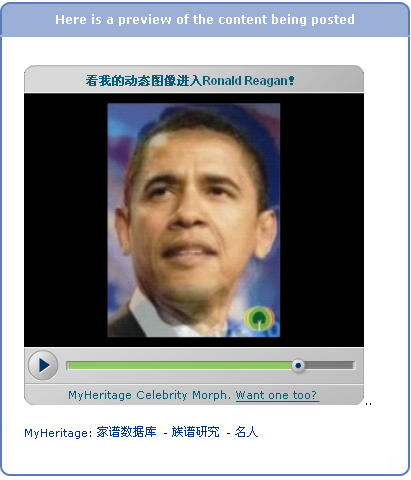 Here is a preview of the content being posted
看我的动态图像进入Ronald Reagan!
MyHeritage Celebrity Morph. Want one too?
..
MyHeritage: 家谱数据库 - 族谱研究 - 名人